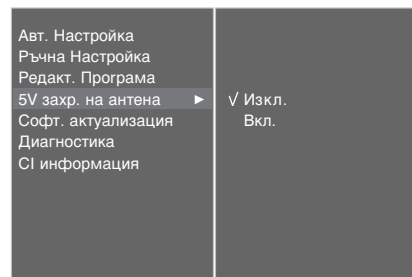 Авт. Настройка
Ръчна Настройка
Редакт. Програма
5V захр. на антена ►
Софт. актуализация
Диагностика
CI информация
√ Изкл.
Вкл.